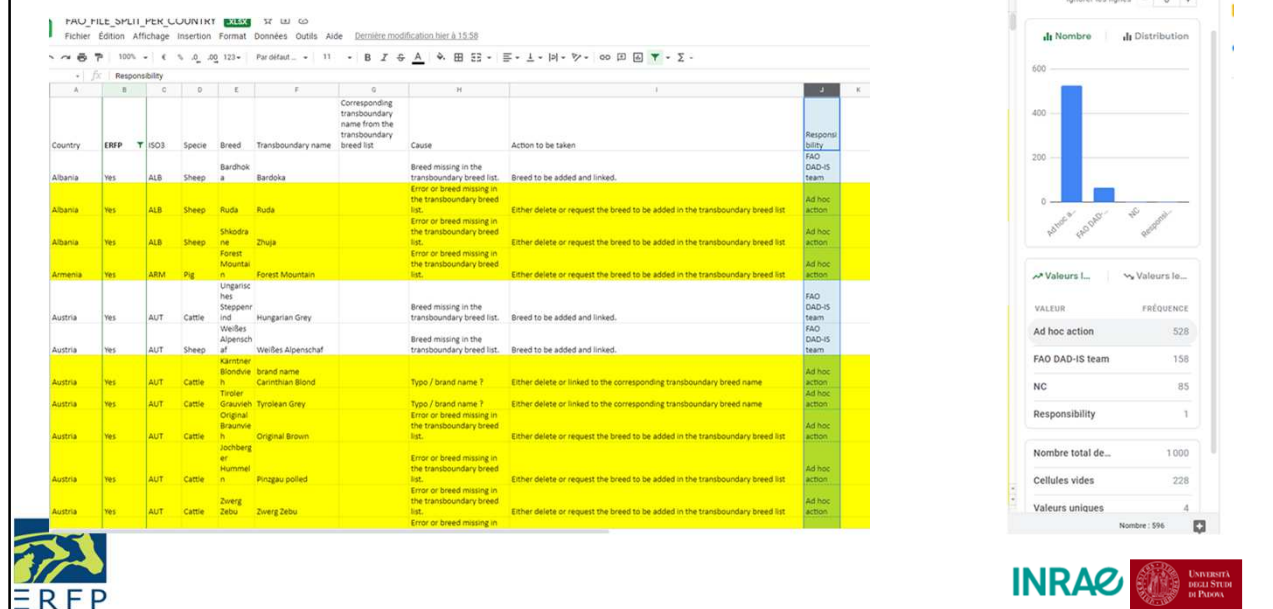 FAO_FILE_SPLIT_PER_COUNTRY .XLSX
Fichier Édition Affichage Insertion Format Données Outils Aide Dernière modification hier à 15:58
100% € % .0 .00 123 Par défaut ... 11 B I S A
fx Responsibility
A B C D E F G H I J K
Country ERFP ISO3 Specie Breed Transboundary name Corresponding transboundary name from the transboundary breed list Cause Action to be taken Responsibility
Albania Yes ALB Sheep Bardhoka Bardoka Breed missing in the transboundary breed list. Breed to be added and linked. FAO DAD-IS team
Albania Yes ALB Sheep Ruda Ruda Error or breed missing in the transboundary breed list. Either delete or request the breed to be added in the transboundary breed list Ad hoc action
Albania Yes ALB Sheep Shkodrane Zhuja Error or breed missing in the transboundary breed list. Either delete or request the breed to be added in the transboundary breed list Ad hoc action
Armenia Yes ARM Pig Forest Mountain Forest Mountain Error or breed missing in the transboundary breed list. Either delete or request the breed to be added in the transboundary breed list Ad hoc action
Austria Yes AUT Cattle Ungarisches Steppenrind Hungarian Grey Breed missing in the transboundary breed list. Breed to be added and linked. FAO DAD-IS team
Austria Yes AUT Sheep Weißes Alpenschaf Weißes Alpenschaf Breed missing in the transboundary breed list. Breed to be added and linked. FAO DAD-IS team
Austria Yes AUT Cattle Kärntner Blondvieh brand name Carinthian Blond Typo / brand name ? Either delete or linked to the corresponding transboundary breed name Ad hoc action
Austria Yes AUT Cattle Tiroler Grauvieh Tyrolean Grey Typo / brand name ? Either delete or linked to the corresponding transboundary breed name Ad hoc action
Austria Yes AUT Cattle Original Braunvieh Original Brown Error or breed missing in the transboundary breed list. Either delete or request the breed to be added in the transboundary breed list Ad hoc action
Austria Yes AUT Cattle Jochberger Hummeln Pinzgau polled Error or breed missing in the transboundary breed list. Either delete or request the breed to be added in the transboundary breed list Ad hoc action
Austria Yes AUT Cattle Zwerg Zebu Zwerg Zebu Error or breed missing in the transboundary breed list. Either delete or request the breed to be added in the transboundary breed list Ad hoc action
Error or breed missing in
Nombre Distribution
600
400
200
0
Ad hoc a... FAO DAD-... NC Responsi...
Valeurs l... Valeurs le...
VALEUR FRÉQUENCE
Ad hoc action 528
FAO DAD-IS team 158
NC 85
Responsibility 1
Nombre total de... 1 000
Cellules vides 228
Valeurs uniques 4
Nombre : 596
ERFP
INRAE
UNIVERSITÀ
DEGLI STUDI
DI PADOVA